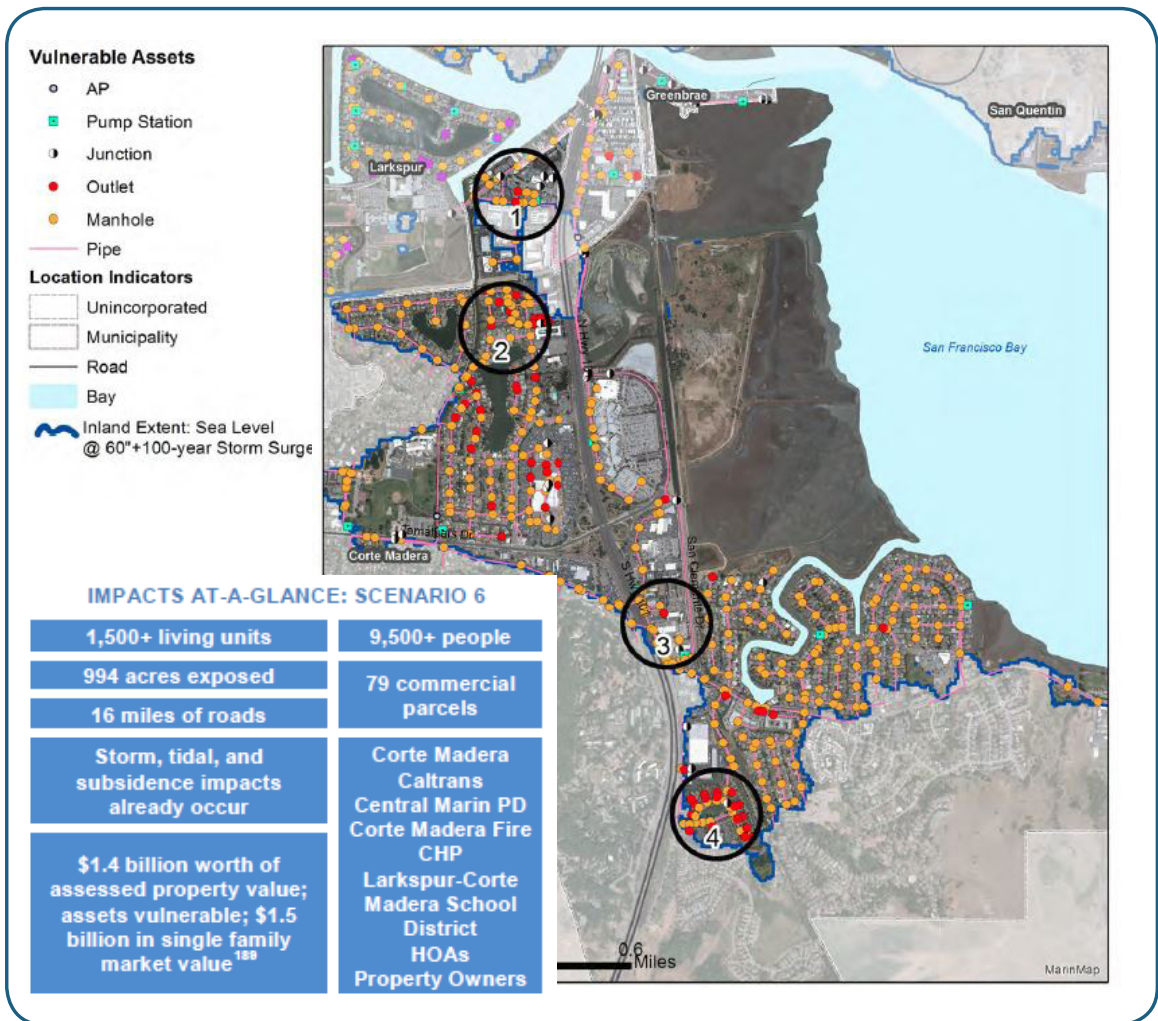 Vulnerable Assets
AP
Pump Station
Junction
Outlet
Manhole
Pipe
Location Indicators
Unincorporated
Municipality
Road
Bay
Inland Extent: Sea Level
@ 60"+100-year Storm Surge
Greenbrae
San Quentin
Larkspur
1
2
San Francisco Bay
Tamalpais Dr
Corte Madera
San Clemente Dr
3
4
0.6
Miles
MarinMap
IMPACTS AT-A-GLANCE: SCENARIO 6
1,500+ living units
994 acres exposed
16 miles of roads
Storm, tidal, and
subsidence impacts
already occur
$1.4 billion worth of
assessed property value;
assets vulnerable; $1.5
billion in single family
market value189
9,500+ people
79 commercial
parcels
Corte Madera
Caltrans
Central Marin PD
Corte Madera Fire
CHP
Larkspur-Corte
Madera School
District
HOAs
Property Owners